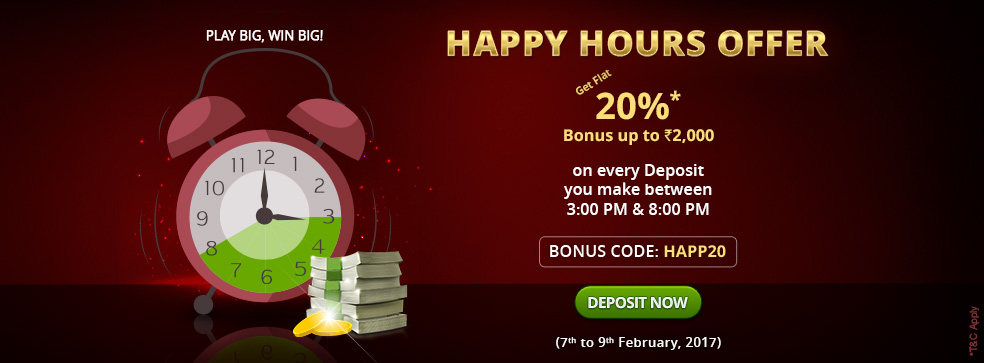 PLAY BIG, WIN BIG!
HAPPY HOURS OFFER
Get Flat
20%*
Bonus up to ₹2,000
on every Deposit
you make between
3:00 PM & 8:00 PM
BONUS CODE: HAPP20
DEPOSIT NOW
(7th to 9th February, 2017)
*T&C Apply
12
1
2
3
4
5
6
7
8
9
10
11